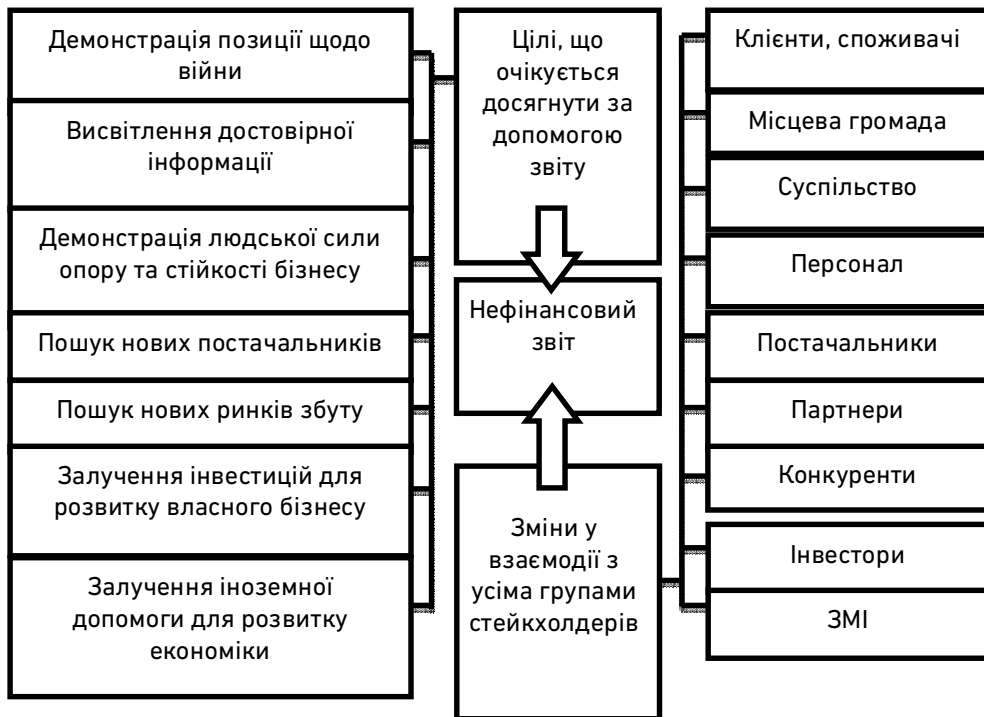 Демонстрація позиції щодо
війни
Висвітлення достовірної
інформації
Демонстрація людської сили
опору та стійкості бізнесу
Пошук нових постачальників
Пошук нових ринків збуту
Залучення інвестицій для
розвитку власного бізнесу
Залучення іноземної
допомоги для розвитку
економіки
Цілі, що
очікується
досягнути за
допомогою
звіту
Нефінансовий
звіт
Зміни у
взаємодії з
усіма групами
стейкхолдерів
Клієнти, споживачі
Місцева громада
Суспільство
Персонал
Постачальники
Партнери
Конкуренти
Інвестори
ЗМІ